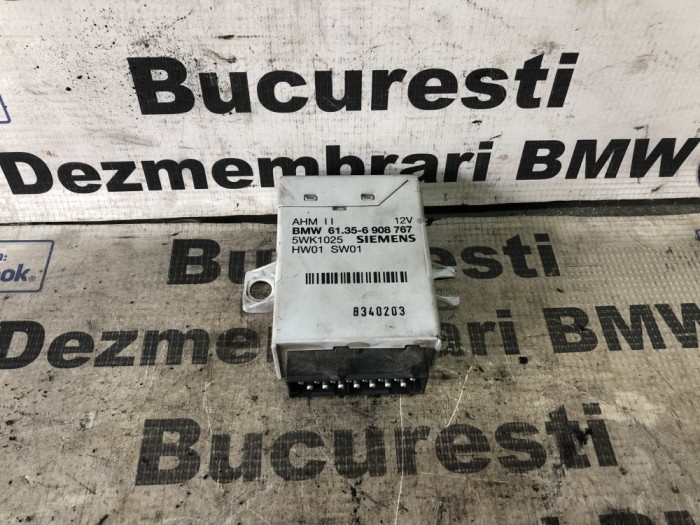 Bucuresti
Dezmembrari BMW
AHM II 12V
BMW 61.35-6 908 767
5WK1025 SIEMENS
HW01 SW01
8340203
Bucuresti
ook.
Dezmembrari BMW
Bucuresti